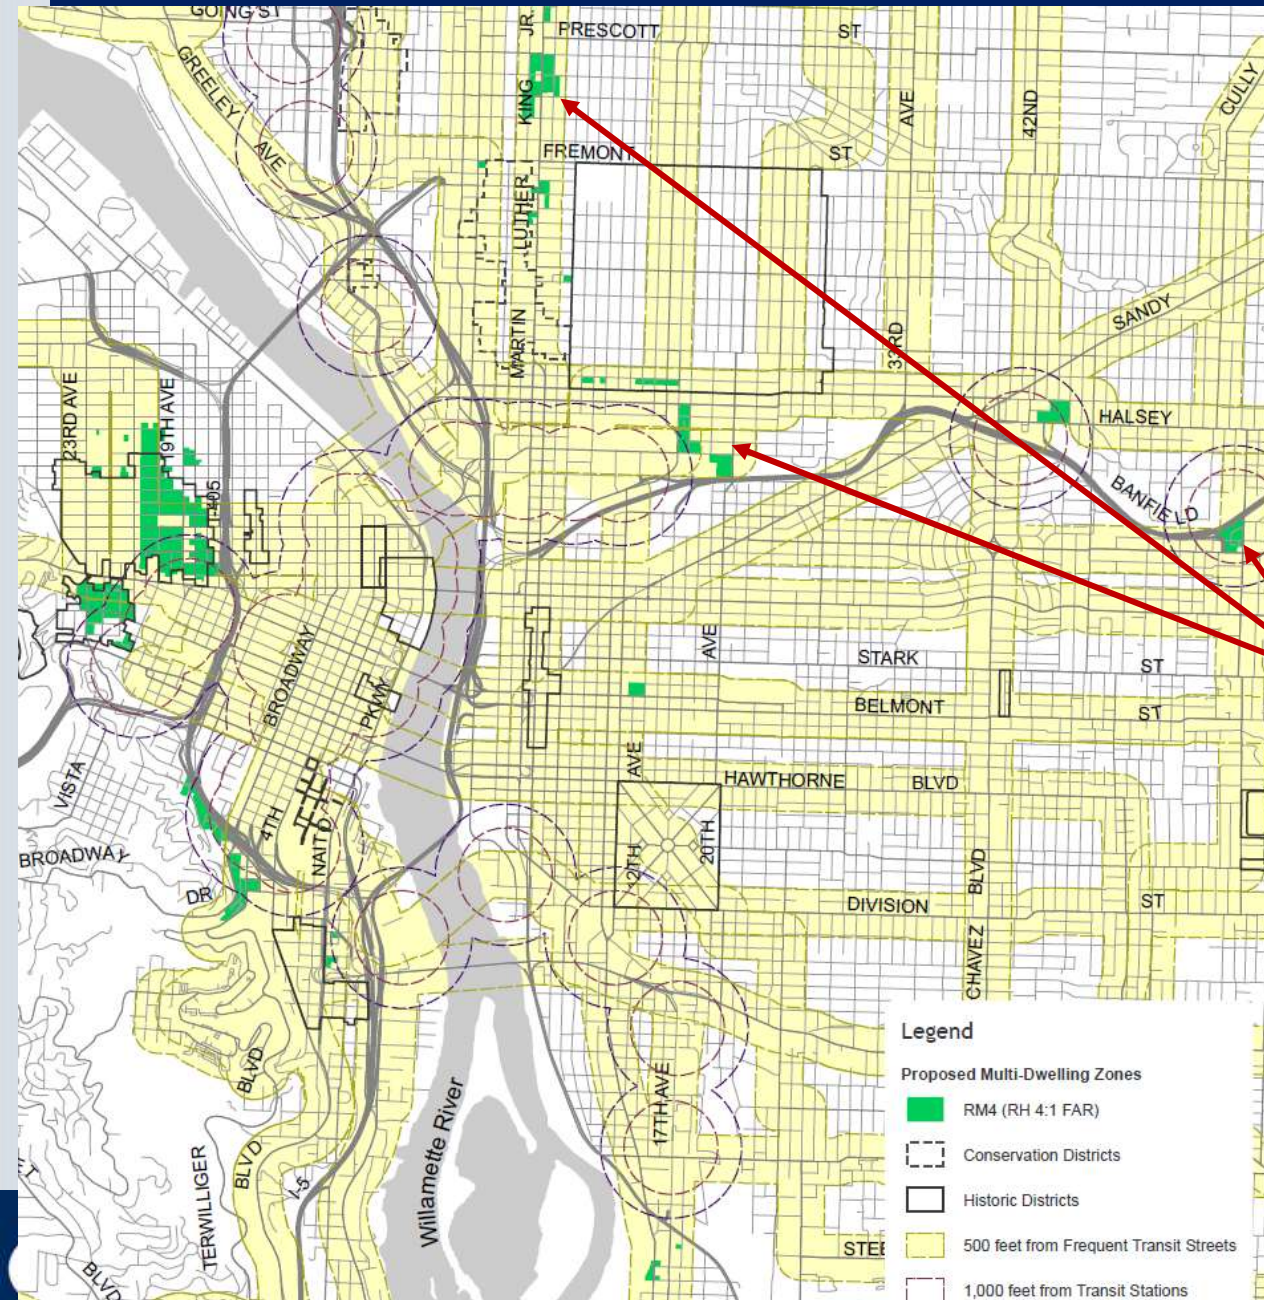 GOING ST
GREELEY
AVE
KING
JR.
PRESCOTT
ST
AVE
42ND
CULLY
FREMONT
ST
LUTHER
MARTIN
33RD
SANDY
23RD AVE
19TH AVE
HALSEY
BANFIELD
I-405
AVE
STARK
ST
BROADWAY
PKWY
BELMONT
ST
VISTA
AVE
HAWTHORNE
BLVD
4TH
NAITO
12TH
20TH
BROADWAY
DR
BLVD
DIVISION
ST
CHAVEZ
BLVD
17TH AVE
Willamette River
TERWILLIGER
BLVD
I-5
BLVD
STEE
Legend
Proposed Multi-Dwelling Zones
RM4 (RH 4:1 FAR)
Conservation Districts
Historic Districts
500 feet from Frequent Transit Streets
1,000 feet from Transit Stations